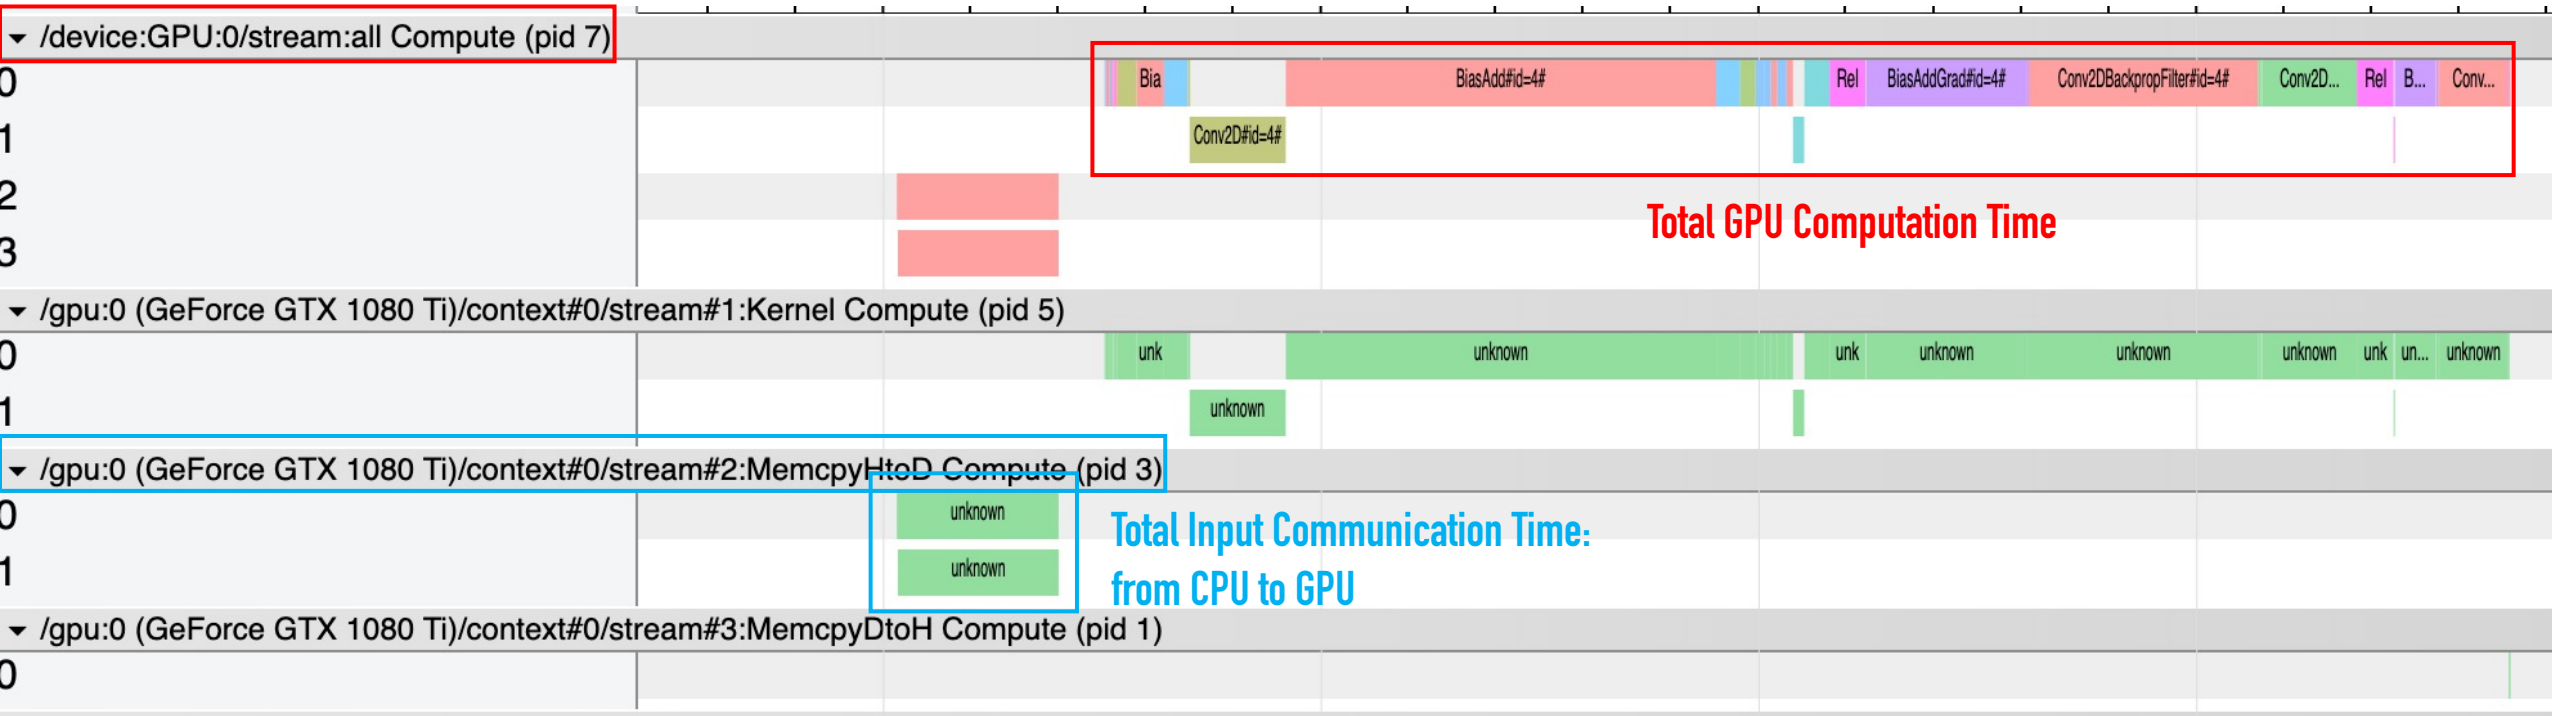 /device:GPU:0/stream:all Compute (pid 7)
0 Bia BiasAdd#id=4# Rel BiasAddGrad#id=4# Conv2DBackpropFilter#id=4# Conv2D... Rel B... Conv...
1 Conv2D#id=4#
2
Total GPU Computation Time
3
/gpu:0 (GeForce GTX 1080 Ti)/context#0/stream#1:Kernel Compute (pid 5)
0 unk unknown unk unknown unknown unknown unk un... unknown
1 unknown
/gpu:0 (GeForce GTX 1080 Ti)/context#0/stream#2:MemcpyHtoD Compute (pid 3)
0 unknown
Total Input Communication Time:
1 unknown
from CPU to GPU
/gpu:0 (GeForce GTX 1080 Ti)/context#0/stream#3:MemcpyDtoH Compute (pid 1)
0